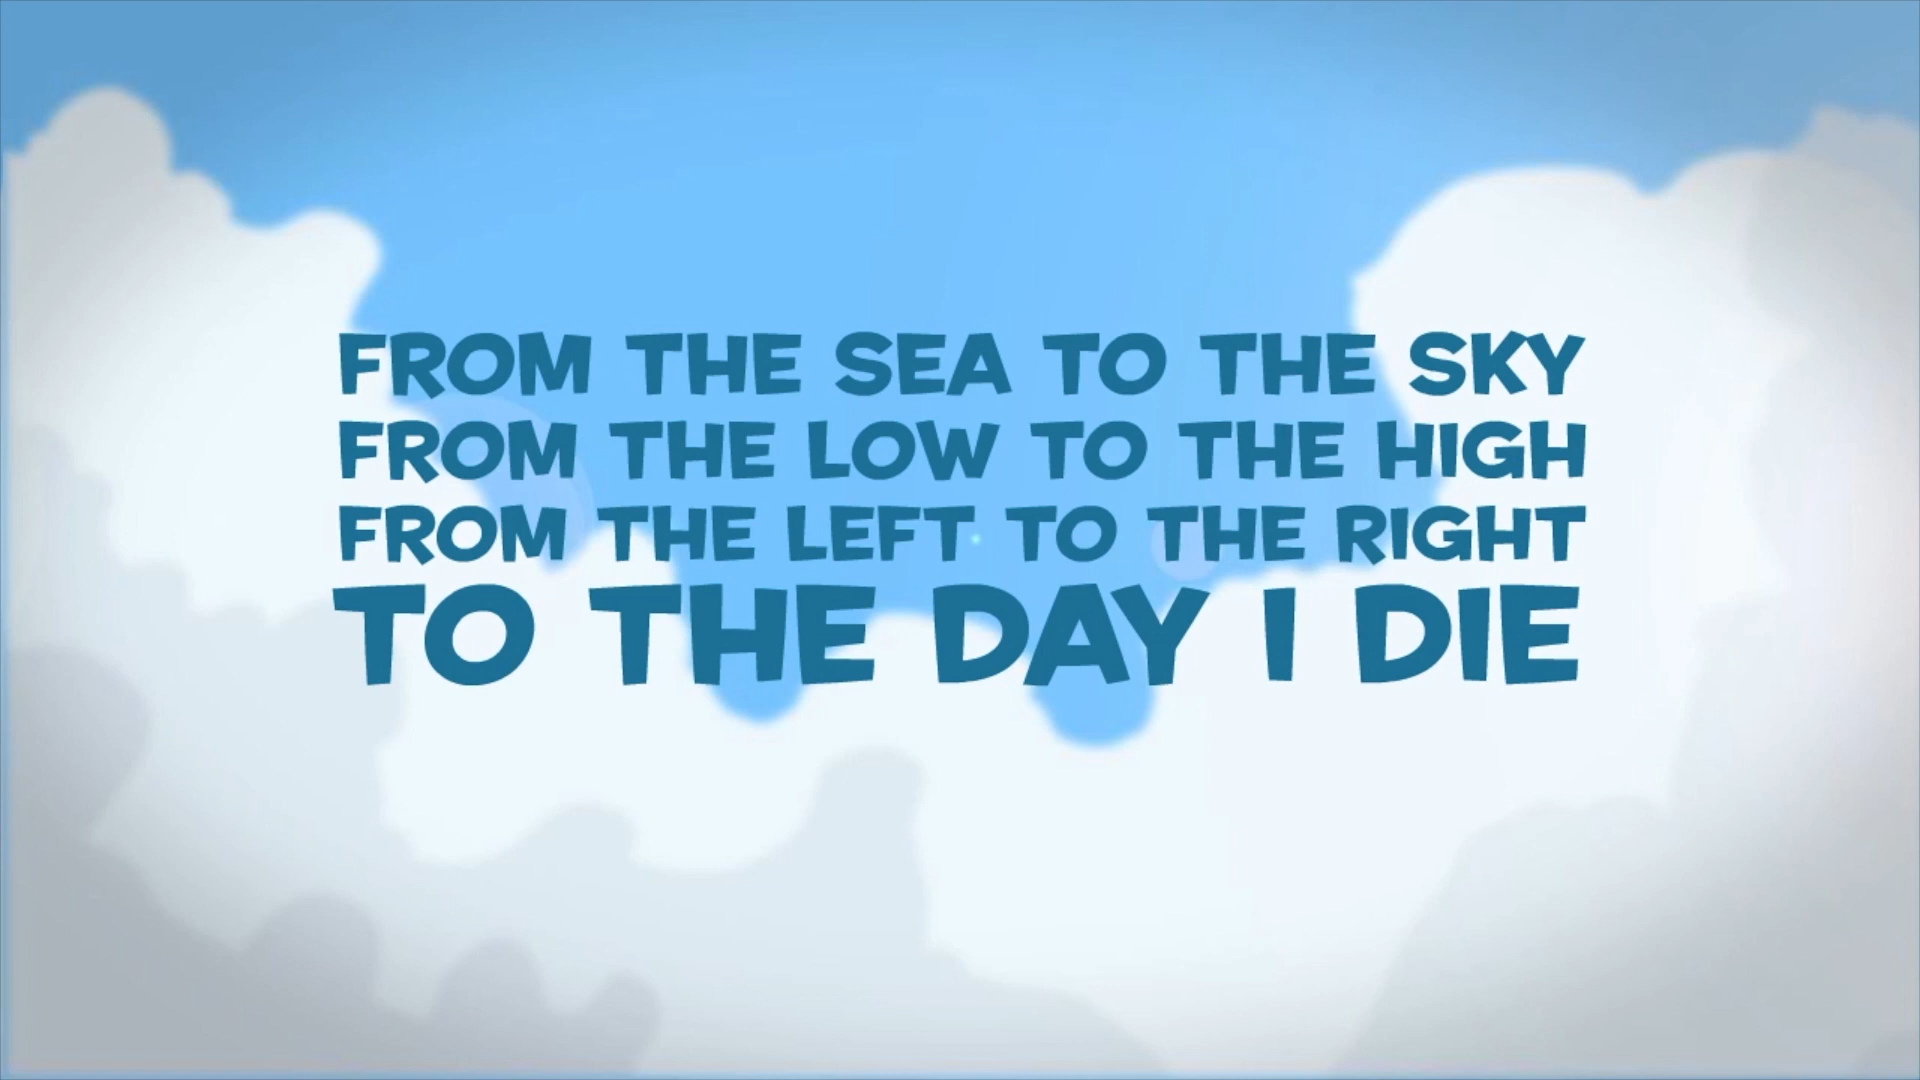 FROM THE SEA TO THE SKY
FROM THE LOW TO THE HIGH
FROM THE LEFT TO THE RIGHT
TO THE DAY I DIE